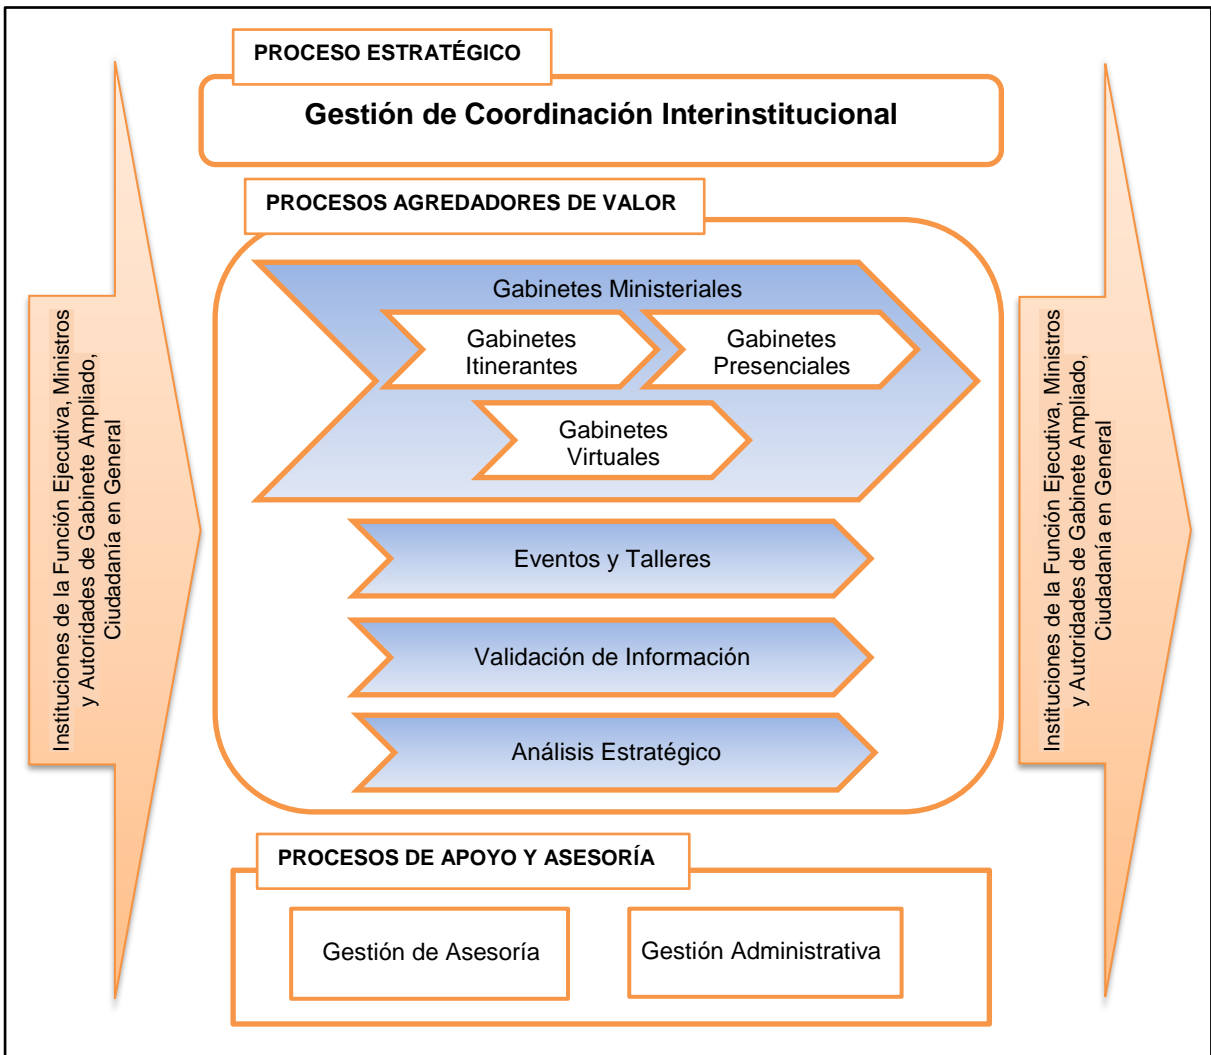 PROCESO ESTRATÉGICO
Gestión de Coordinación Interinstitucional
PROCESOS AGREDADORES DE VALOR
Instituciones de la Función Ejecutiva, Ministros
y Autoridades de Gabinete Ampliado,
Ciudadanía en General
Gabinetes Ministeriales
Gabinetes
Itinerantes
Gabinetes
Presenciales
Gabinetes
Virtuales
Eventos y Talleres
Validación de Información
Análisis Estratégico
Instituciones de la Función Ejecutiva, Ministros
y Autoridades de Gabinete Ampliado,
Ciudadanía en General
PROCESOS DE APOYO Y ASESORÍA
Gestión de Asesoría
Gestión Administrativa